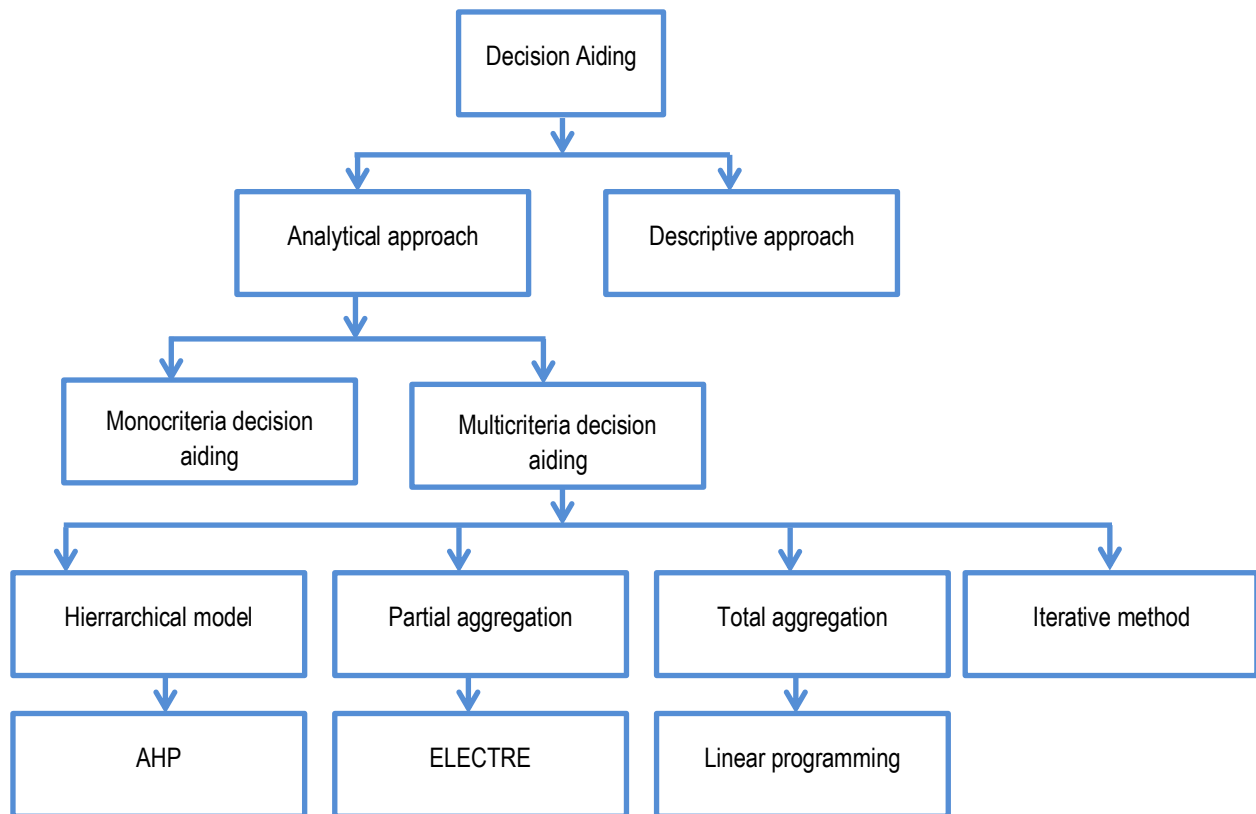 Decision Aiding
Analytical approach
Descriptive approach
Monocriteria decision
aiding
Multicriteria decision
aiding
Hierrarchical model
Partial aggregation
Total aggregation
Iterative method
AHP
ELECTRE
Linear programming